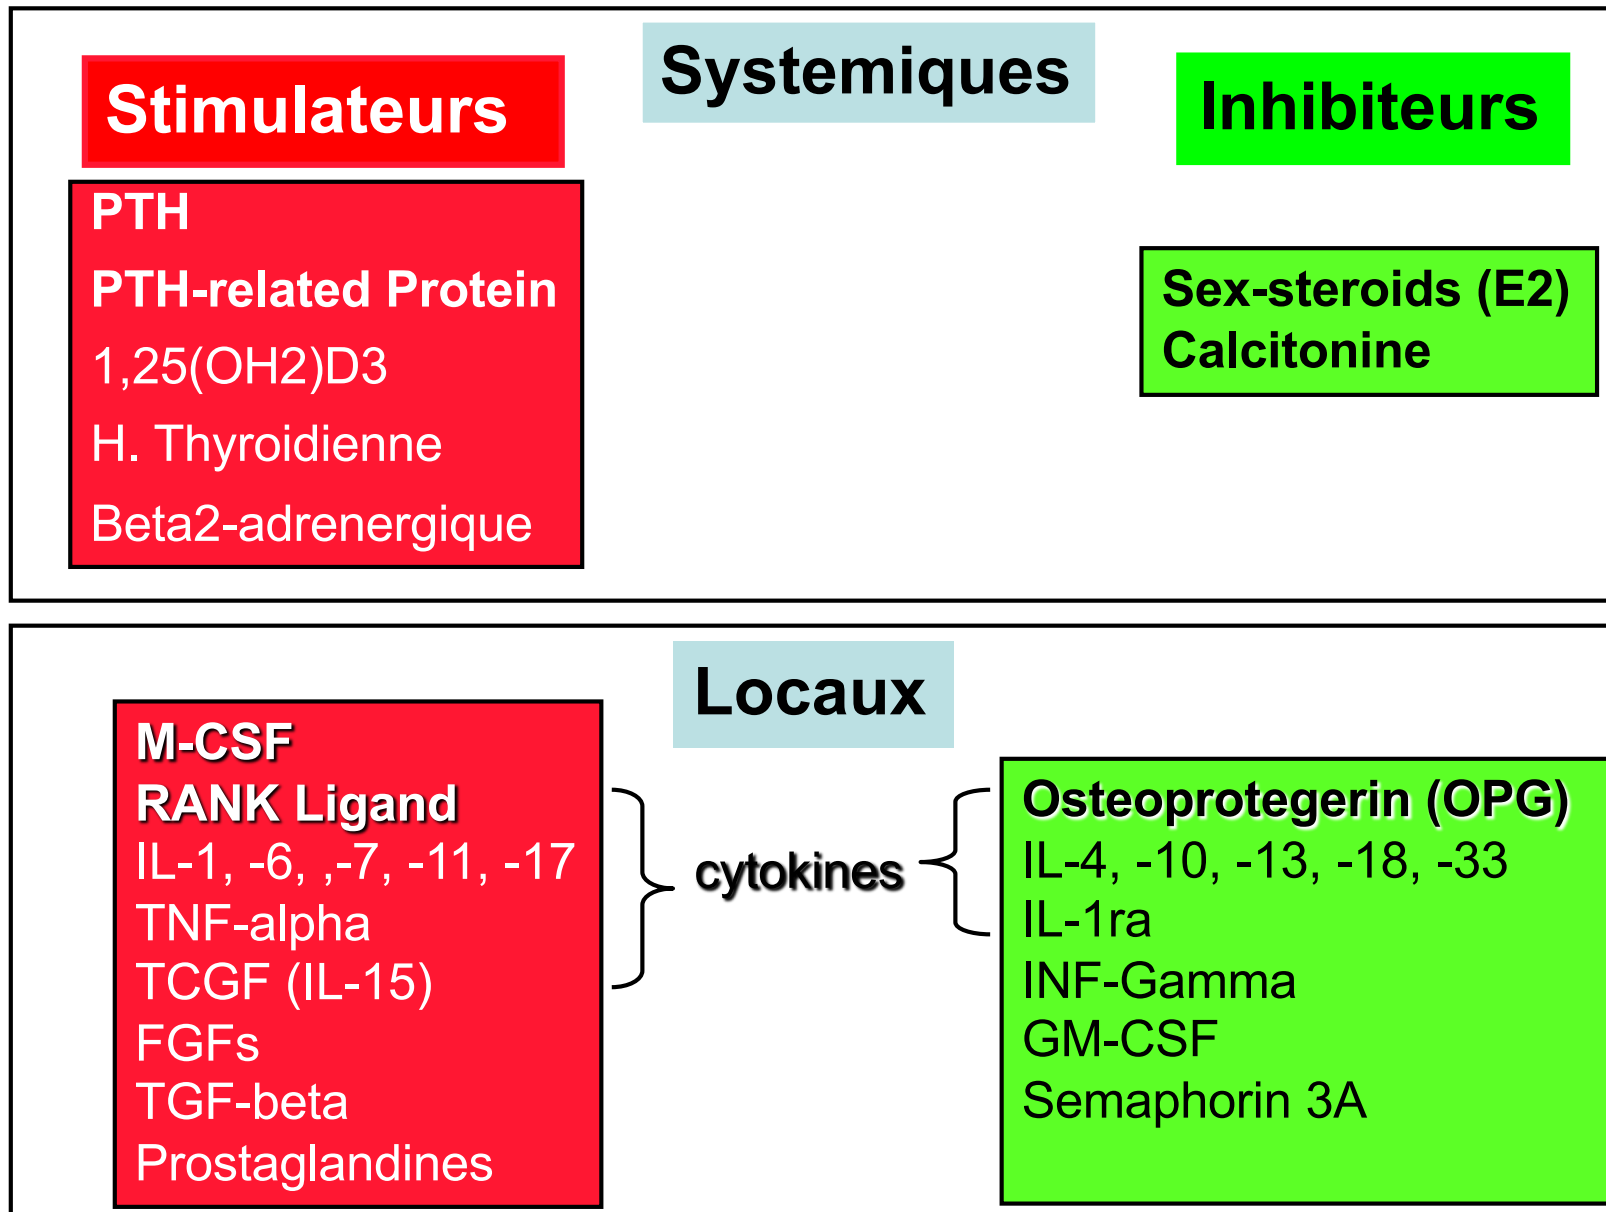 Systemiques
Stimulateurs
Inhibiteurs
PTH
PTH-related Protein
1,25(OH2)D3
H. Thyroidienne
Beta2-adrenergique
Sex-steroids (E2)
Calcitonine
Locaux
M-CSF
RANK Ligand
IL-1, -6, ,-7, -11, -17
TNF-alpha
TCGF (IL-15)
FGFs
TGF-beta
Prostaglandines
cytokines
Osteoprotegerin (OPG)
IL-4, -10, -13, -18, -33
IL-1ra
INF-Gamma
GM-CSF
Semaphorin 3A